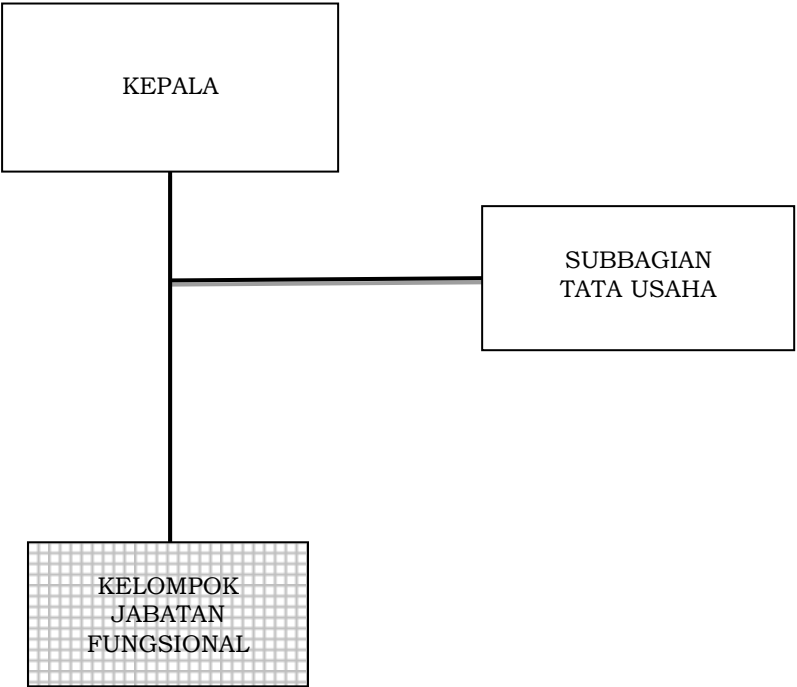 KEPALA
SUBBAGIAN
TATA USAHA
KELOMPOK
JABATAN
FUNGSIONAL